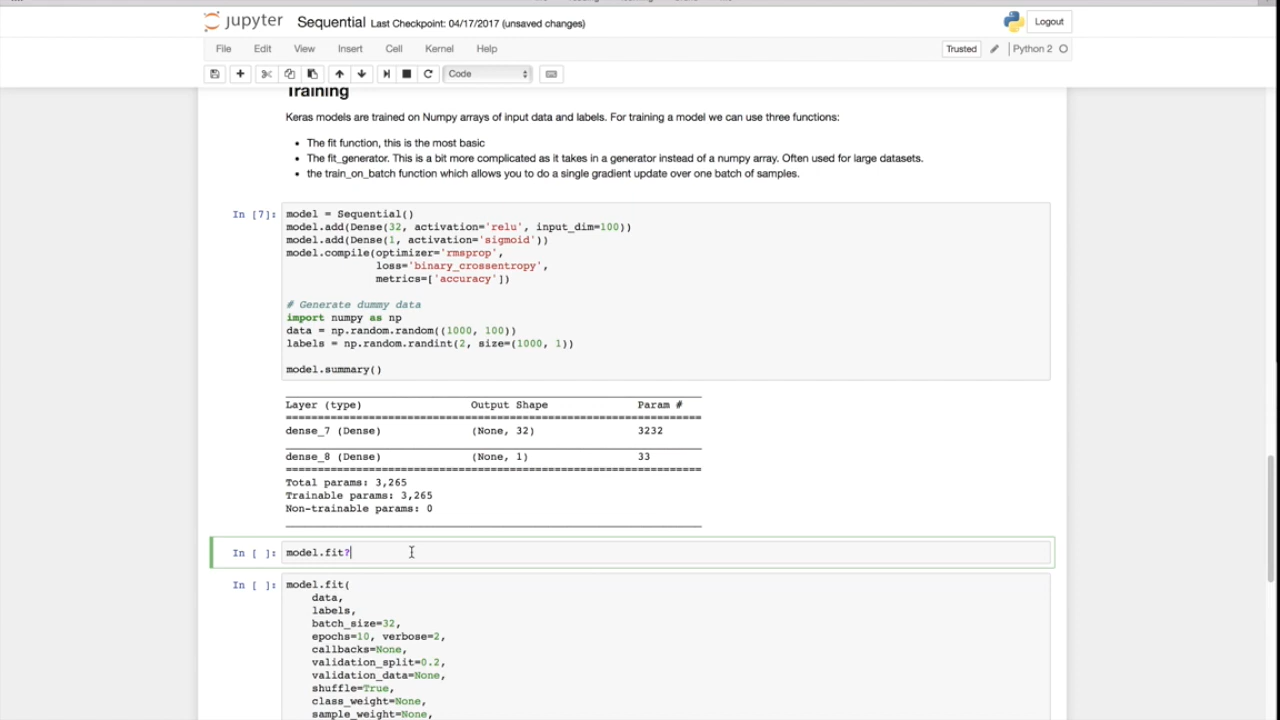 jupyter Sequential Last Checkpoint: 04/17/2017 (unsaved changes)
Logout
File Edit View Insert Cell Kernel Help
Trusted Python 2
Code
Training
Keras models are trained on Numpy arrays of input data and labels. For training a model we can use three functions:
• The fit function, this is the most basic
• The fit_generator. This is a bit more complicated as it takes in a generator instead of a numpy array. Often used for large datasets.
• the train_on_batch function which allows you to do a single gradient update over one batch of samples.
In [7]: model = Sequential()
model.add(Dense(32, activation='relu', input_dim=100))
model.add(Dense(1, activation='sigmoid'))
model.compile(optimizer='rmsprop',
loss='binary_crossentropy',
metrics=['accuracy'])
# Generate dummy data
import numpy as np
data = np.random.random((1000, 100))
labels = np.random.randint(2, size=(1000, 1))
model.summary()
Layer (type) Output Shape Param #
=================================================================
dense_7 (Dense) (None, 32) 3232
dense_8 (Dense) (None, 1) 33
=================================================================
Total params: 3,265
Trainable params: 3,265
Non-trainable params: 0
In [ ]: model.fit?
In [ ]: model.fit(
data,
labels,
batch_size=32,
epochs=10, verbose=2,
callbacks=None,
validation_split=0.2,
validation_data=None,
shuffle=True,
class_weight=None,
sample_weight=None,